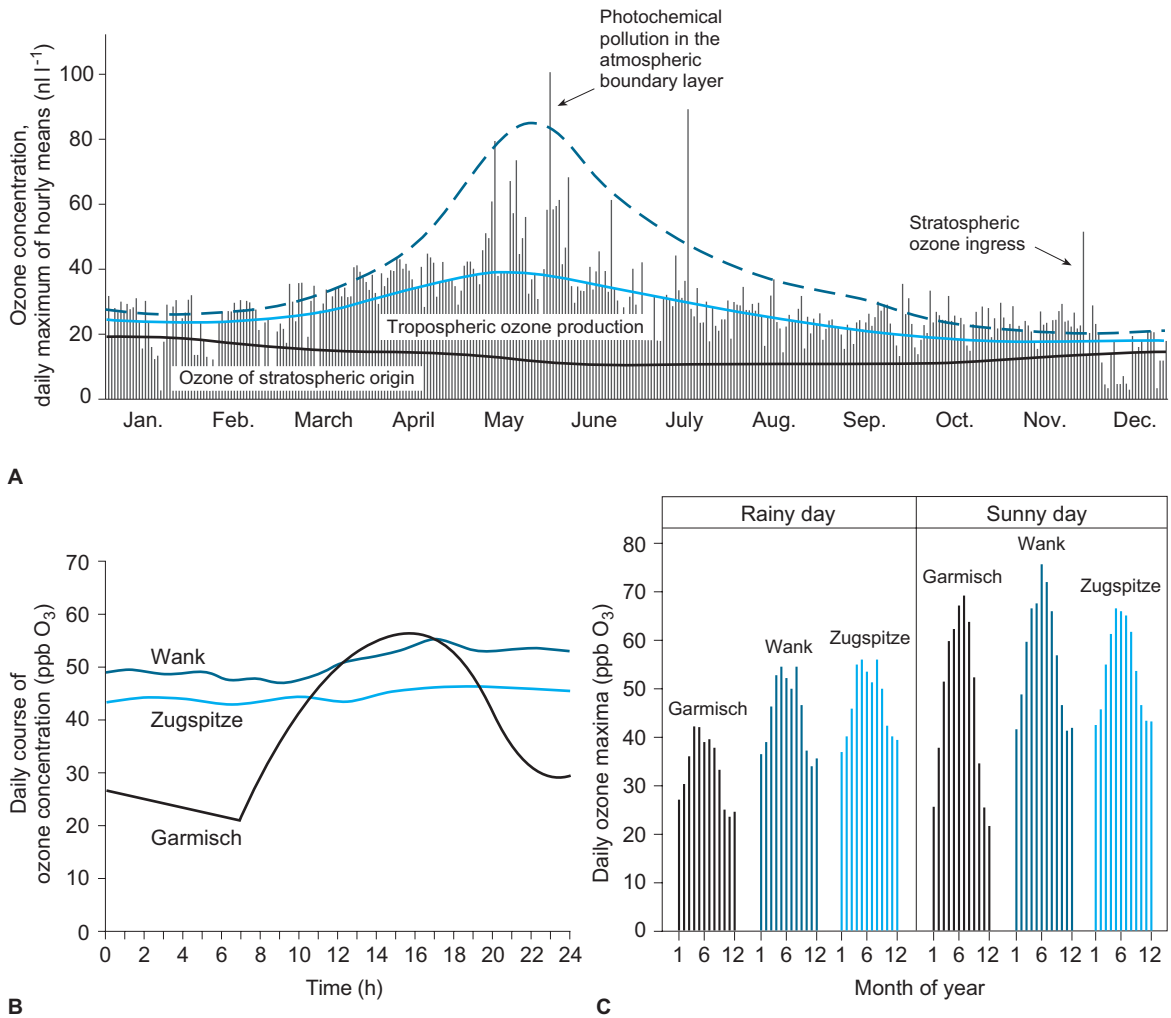 Photochemical
pollution in the
atmospheric
boundary layer
Ozone concentration,
daily maximum of hourly means (nl l⁻¹)
100
80
60
40
20
0
Stratospheric
ozone ingress
Tropospheric ozone production
Ozone of stratospheric origin
Jan. Feb. March April May June July Aug. Sep. Oct. Nov. Dec.
A
Daily course of
ozone concentration (ppb O₃)
70
60
50
40
30
20
10
0
Wank
Zugspitze
Garmisch
0 2 4 6 8 10 12 14 16 18 20 22 24
Time (h)
B
Rainy day Sunny day
Daily ozone maxima (ppb O₃)
80
70
60
50
40
30
20
10
0
Garmisch
Wank
Zugspitze
Garmisch
Wank
Zugspitze
1 6 12 1 6 12 1 6 12 1 6 12 1 6 12 1 6 12
Month of year
C